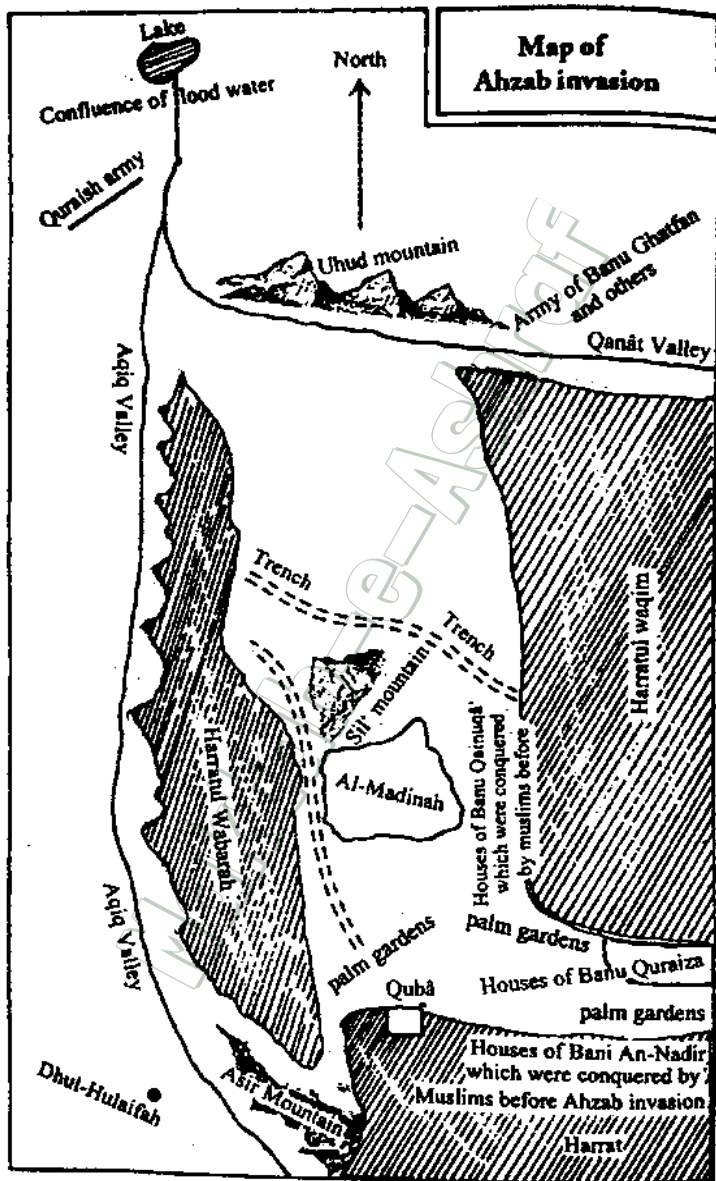 Map of
Ahzab invasion
Lake
North
Confluence of flood water
Quraish army
Uhud mountain
Army of Banu Ghatfan
and others
Qanât Valley
Aqiq Valley
Trench
Trench
Harratul waqim
Sil' mountain
Al-Madinah
Houses of Banu Qainuqâ'
which were conquered
by muslims before
Harratul Wabarah
Aqiq Valley
palm gardens
palm gardens
Houses of Banu Quraiza
Qubâ
palm gardens
Houses of Bani An-Nadir
which were conquered by
Muslims before Ahzab invasion
Harrat
Dhul-Hulaifah
Asir Mountain